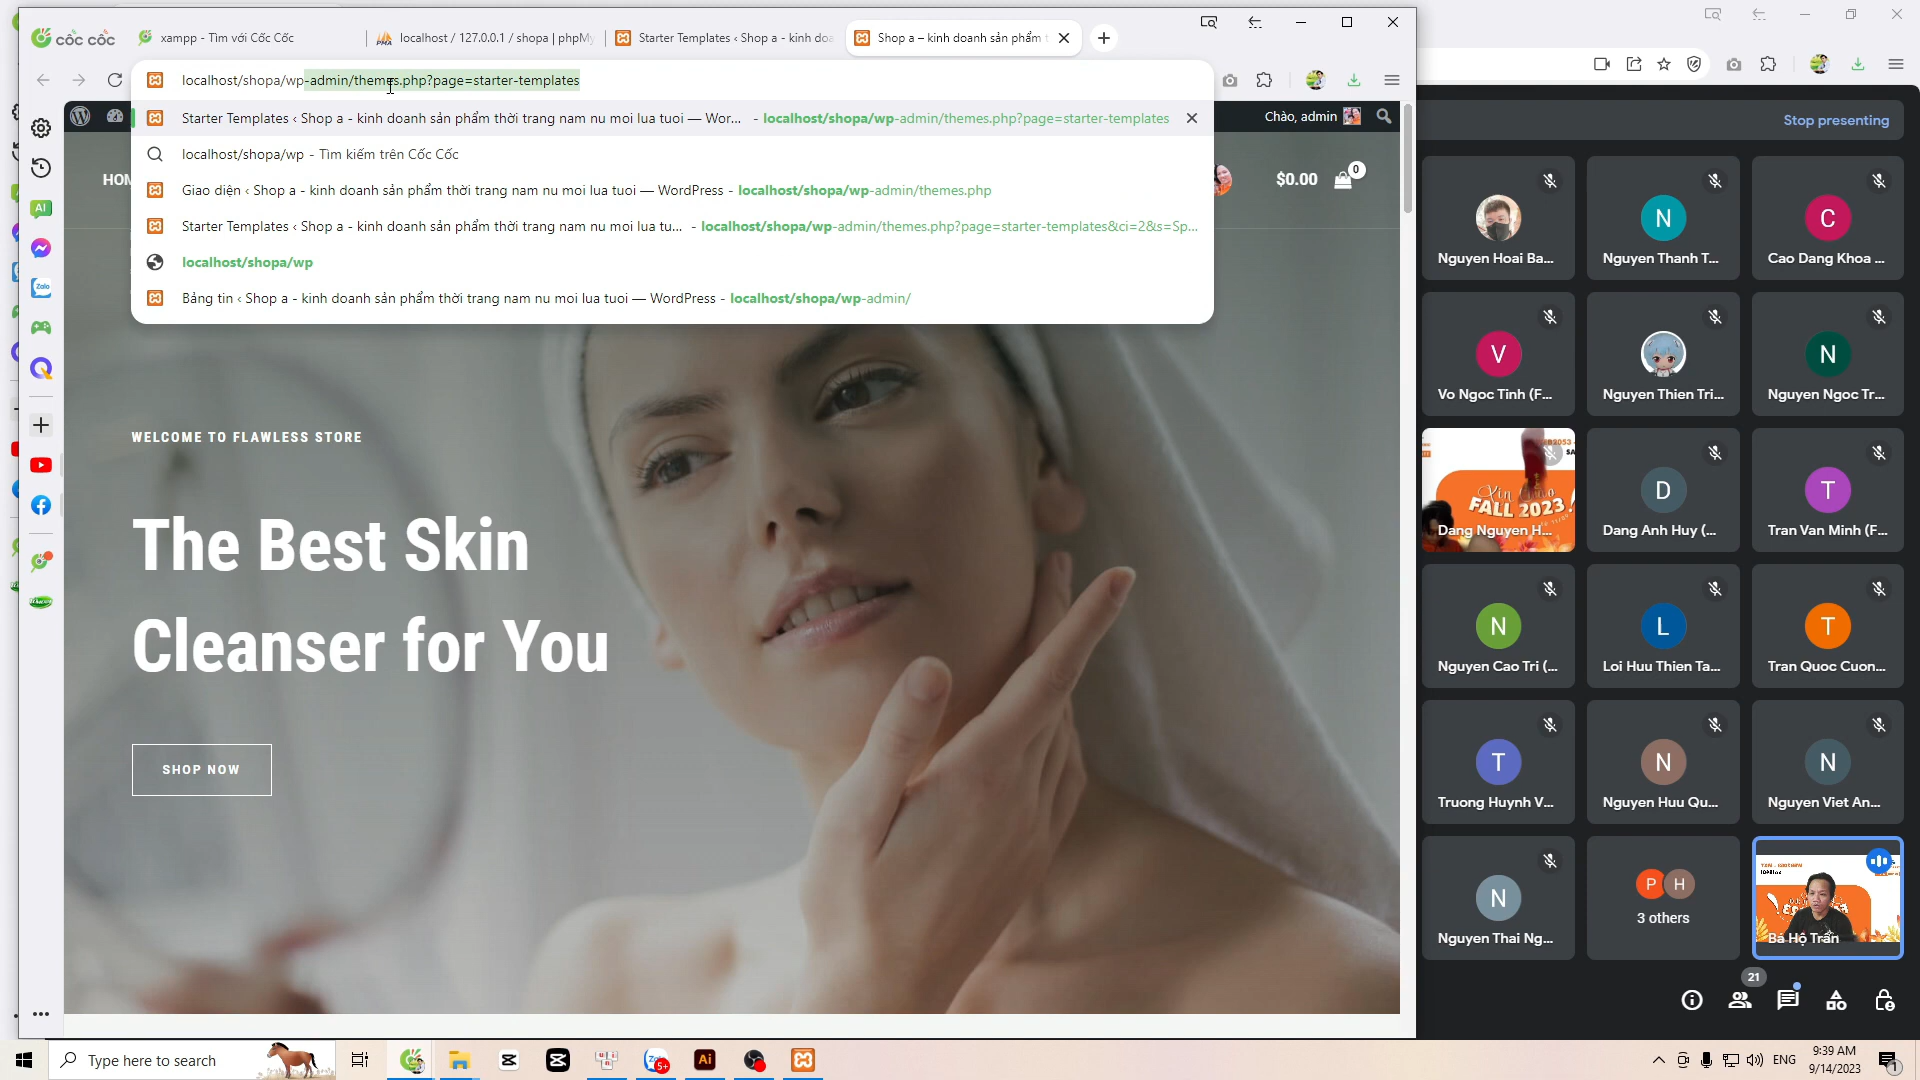 cốc cốc
xampp - Tìm với Cốc Cốc
localhost / 127.0.0.1 / shopa | phpMy
Starter Templates ‹ Shop a - kinh doa
Shop a – kinh doanh sản phẩm t
localhost/shopa/wp-admin/themes.php?page=starter-templates
Starter Templates ‹ Shop a - kinh doanh sản phẩm thời trang nam nu moi lua tuoi — Wor... - localhost/shopa/wp-admin/themes.php?page=starter-templates
localhost/shopa/wp - Tìm kiếm trên Cốc Cốc
Giao diện ‹ Shop a - kinh doanh sản phẩm thời trang nam nu moi lua tuoi — WordPress - localhost/shopa/wp-admin/themes.php
Starter Templates ‹ Shop a - kinh doanh sản phẩm thời trang nam nu moi lua tu... - localhost/shopa/wp-admin/themes.php?page=starter-templates&ci=2&s=Sp...
localhost/shopa/wp
Bảng tin ‹ Shop a - kinh doanh sản phẩm thời trang nam nu moi lua tuoi — WordPress - localhost/shopa/wp-admin/
Chào, admin
HOM
$0.00
0
WELCOME TO FLAWLESS STORE
The Best Skin
Cleanser for You
SHOP NOW
AI
Zalo
Stop presenting
Nguyen Hoai Ba...
N
Nguyen Thanh T...
C
Cao Dang Khoa ...
V
Vo Ngoc Tinh (F...
Nguyen Thien Tri...
N
Nguyen Ngoc Tr...
Xin chào
FALL 2023
Dang Nguyen H...
D
Dang Anh Huy (...
T
Tran Van Minh (F...
N
Nguyen Cao Tri (...
L
Loi Huu Thien Ta...
T
Tran Quoc Cuon...
T
Truong Huynh V...
N
Nguyen Huu Qu...
N
Nguyen Viet An...
N
Nguyen Thai Ng...
P
H
3 others
Bá Hộ Trần
21
Type here to search
5+
Ai
ENG
9:39 AM
9/14/2023
1